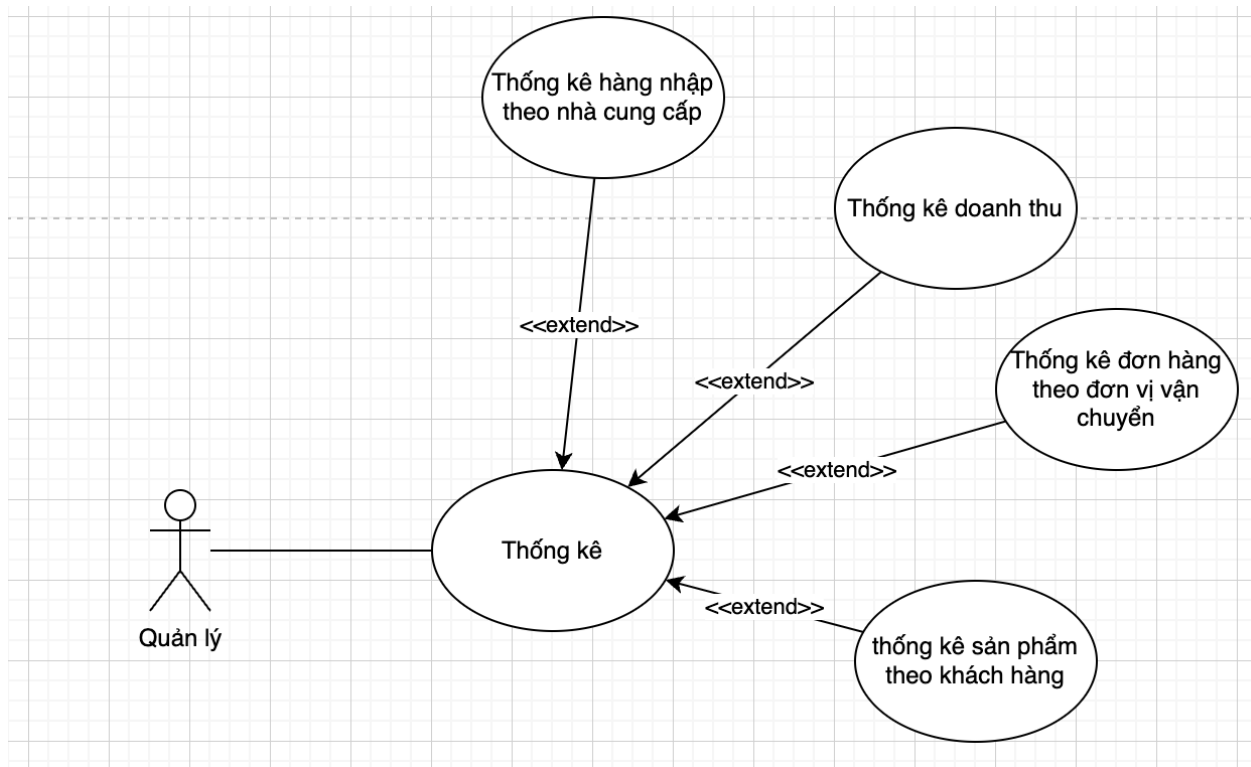 Thống kê hàng nhập
theo nhà cung cấp
Thống kê doanh thu
<<extend>>
Thống kê đơn hàng
theo đơn vị vận
chuyển
<<extend>>
<<extend>>
Thống kê
<<extend>>
Quản lý
thống kê sản phẩm
theo khách hàng